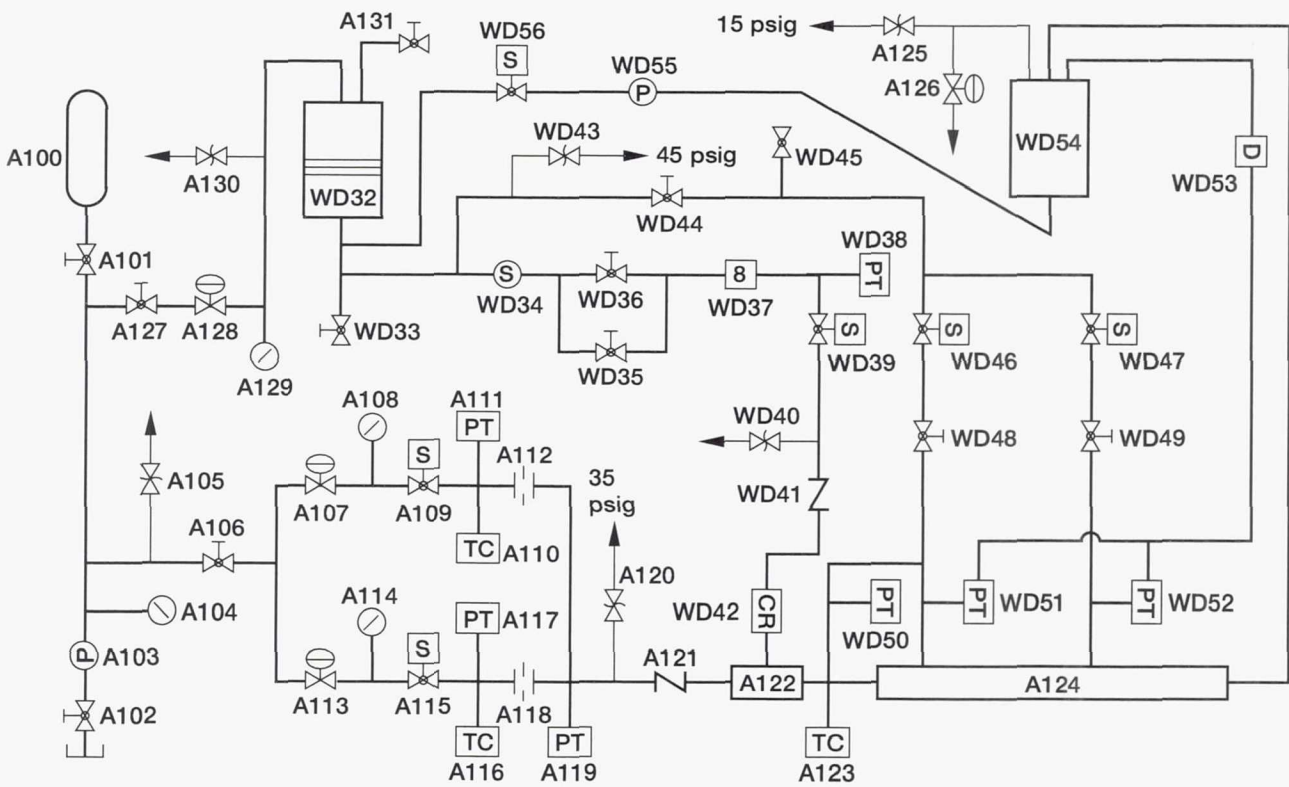 A131
WD56
S
15 psig
A125
WD55
P
A126
WD43
A100
45 psig
WD45
WD54
D
A130
WD53
WD32
WD44
WD38
A101
S
8
PT
WD34
WD36
WD37
A127
A128
WD33
S
S
S
WD39
WD46
WD47
WD35
A129
A108
A111
PT
WD40
WD48
WD49
A112
S
A105
35
psig
WD41
A106
A107
A109
TC
A110
A120
A114
PT
A117
WD42
CR
PT
PT
WD51
PT
WD52
A104
WD50
P
A103
S
A121
A122
A124
A102
A113
A115
A118
TC
PT
TC
A116
A119
A123